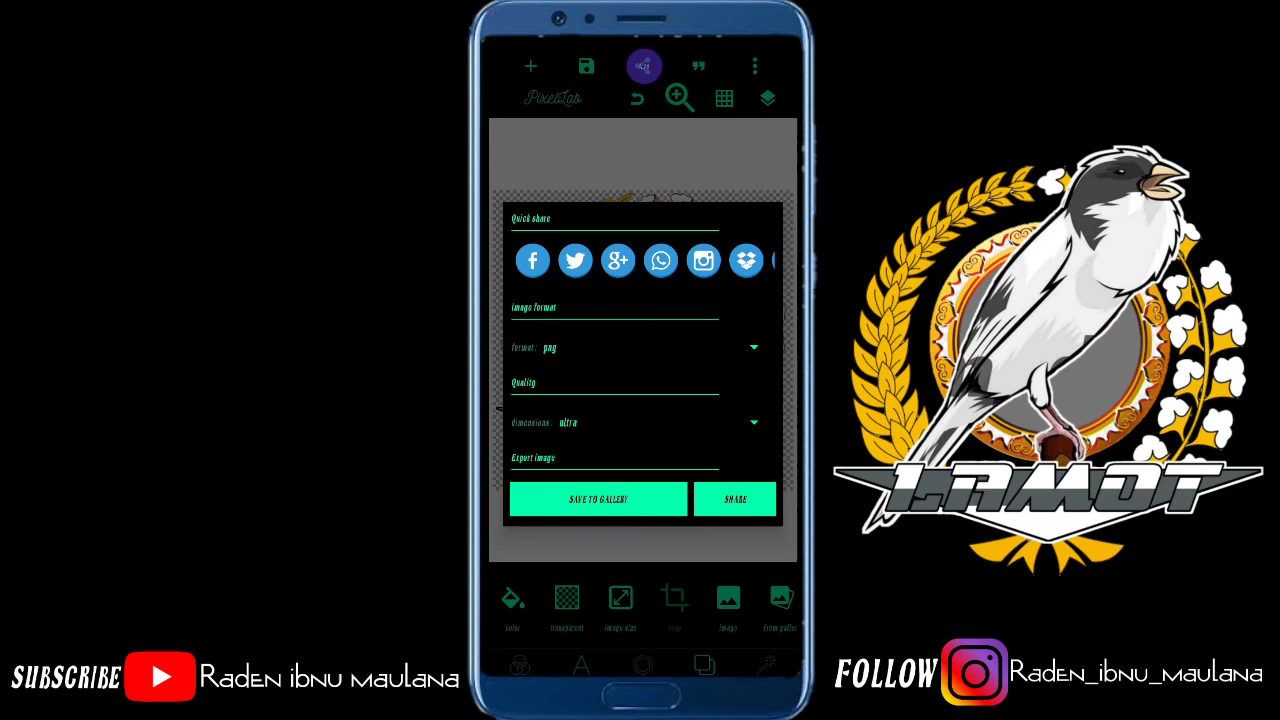 PixelLab
Quick share
Image format
format: png
Quality
dimensions: ultra
Export image
SAVE TO GALLERY
SHARE
color
transparent
image size
crop
image
from galler
LAMOT
SUBSCRIBE Raden ibnu maulana
FOLLOW Raden_ibnu_maulana